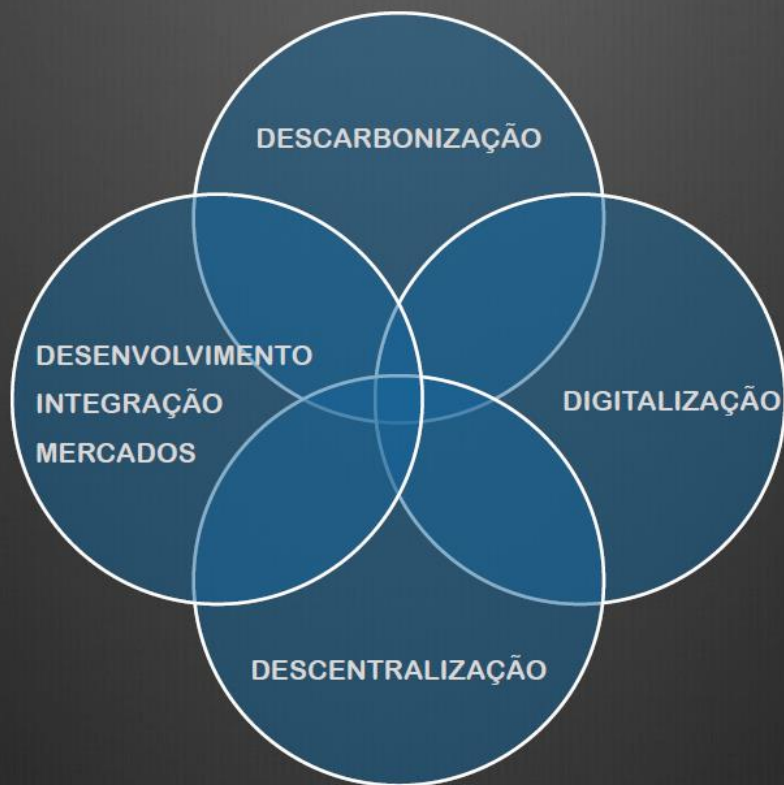 DESCARBONIZAÇÃO
DESENVOLVIMENTO
INTEGRAÇÃO
MERCADOS
DIGITALIZAÇÃO
DESCENTRALIZAÇÃO